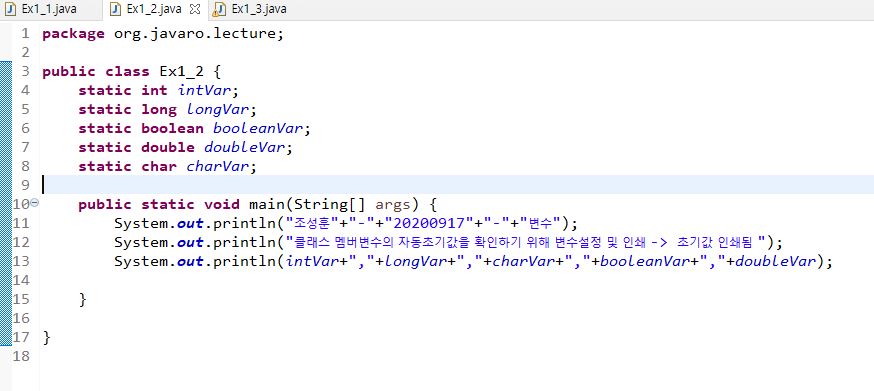 Ex1_1.java Ex1_2.java Ex1_3.java
1 package org.javaro.lecture;
2
3 public class Ex1_2 {
4 static int intVar;
5 static long longVar;
6 static boolean booleanVar;
7 static double doubleVar;
8 static char charVar;
9
10 public static void main(String[] args) {
11 System.out.println("조성훈"+"-"+"20200917"+"-"+"변수");
12 System.out.println("클래스 멤버변수의 자동초기값을 확인하기 위해 변수설정 및 인쇄 -> 초기값 인쇄됨 ");
13 System.out.println(intVar+","+longVar+","+charVar+","+booleanVar+","+doubleVar);
14
15 }
16
17 }
18